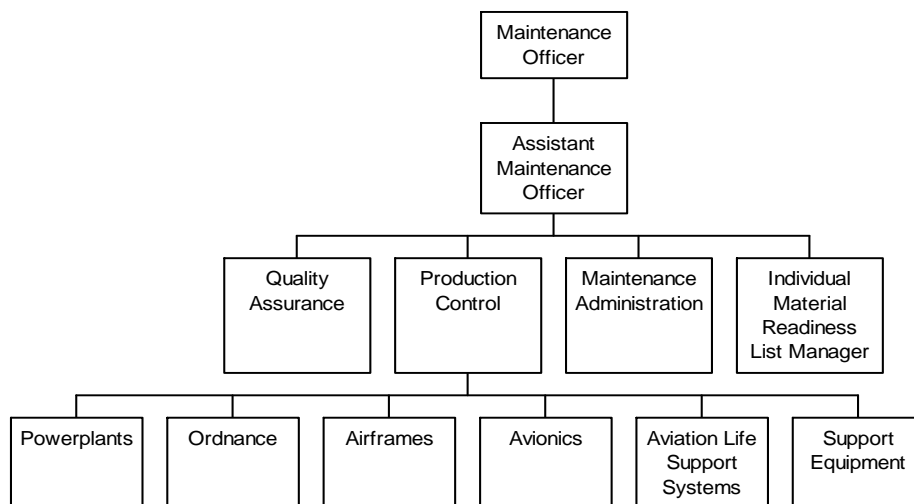 Maintenance
Officer
Assistant
Maintenance
Officer
Quality
Assurance
Production
Control
Maintenance
Administration
Individual
Material
Readiness
List Manager
Powerplants
Ordnance
Airframes
Avionics
Aviation Life
Support
Systems
Support
Equipment